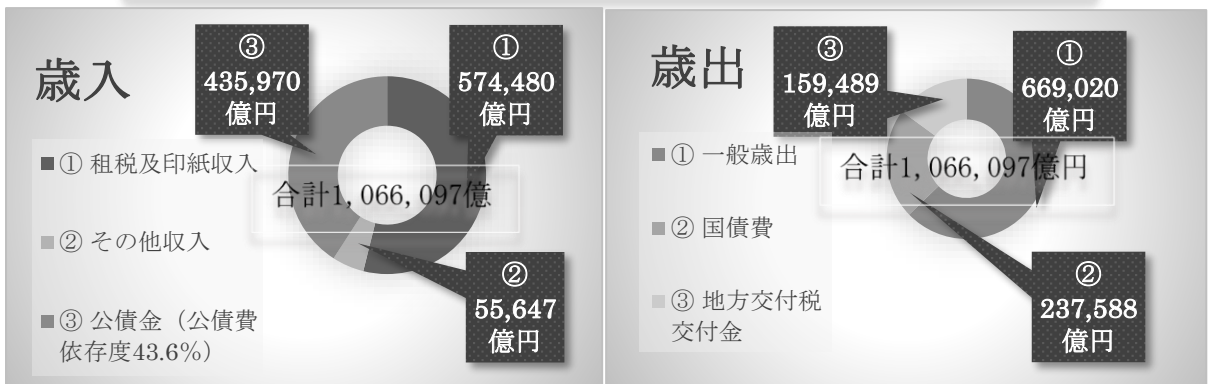 歳入
③
435,970
億円
①
574,480
億円
■① 租税及印紙収入
合計1,066,097億
■② その他収入
②
55,647
億円
■③ 公債金（公債費
依存度43.6%）
歳出
③
159,489
億円
①
669,020
億円
■① 一般歳出
合計1,066,097億円
■② 国債費
②
237,588
億円
■③ 地方交付税
交付金